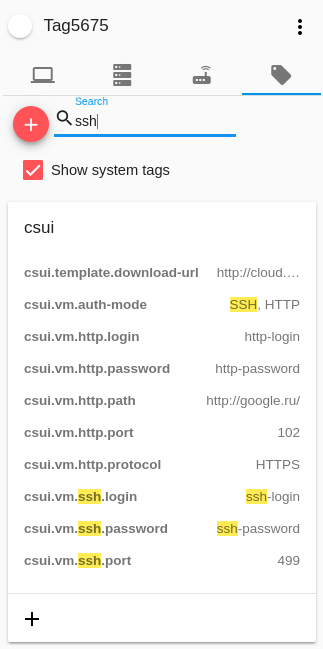 Tag5675
Search
ssh
Show system tags
csui
csui.template.download-url http://cloud.…
csui.vm.auth-mode SSH, HTTP
csui.vm.http.login http-login
csui.vm.http.password http-password
csui.vm.http.path http://google.ru/
csui.vm.http.port 102
csui.vm.http.protocol HTTPS
csui.vm.ssh.login ssh-login
csui.vm.ssh.password ssh-password
csui.vm.ssh.port 499